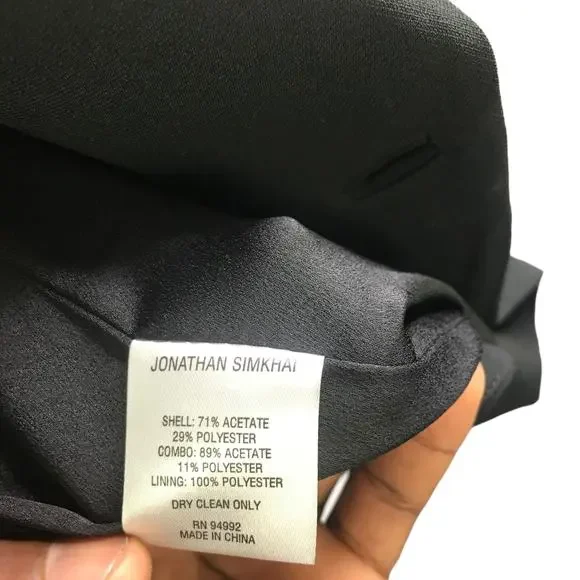 JONATHAN SIMKHAI
SHELL: 71% ACETATE
29% POLYESTER
COMBO: 89% ACETATE
11% POLYESTER
LINING: 100% POLYESTER
DRY CLEAN ONLY
RN 94992
MADE IN CHINA